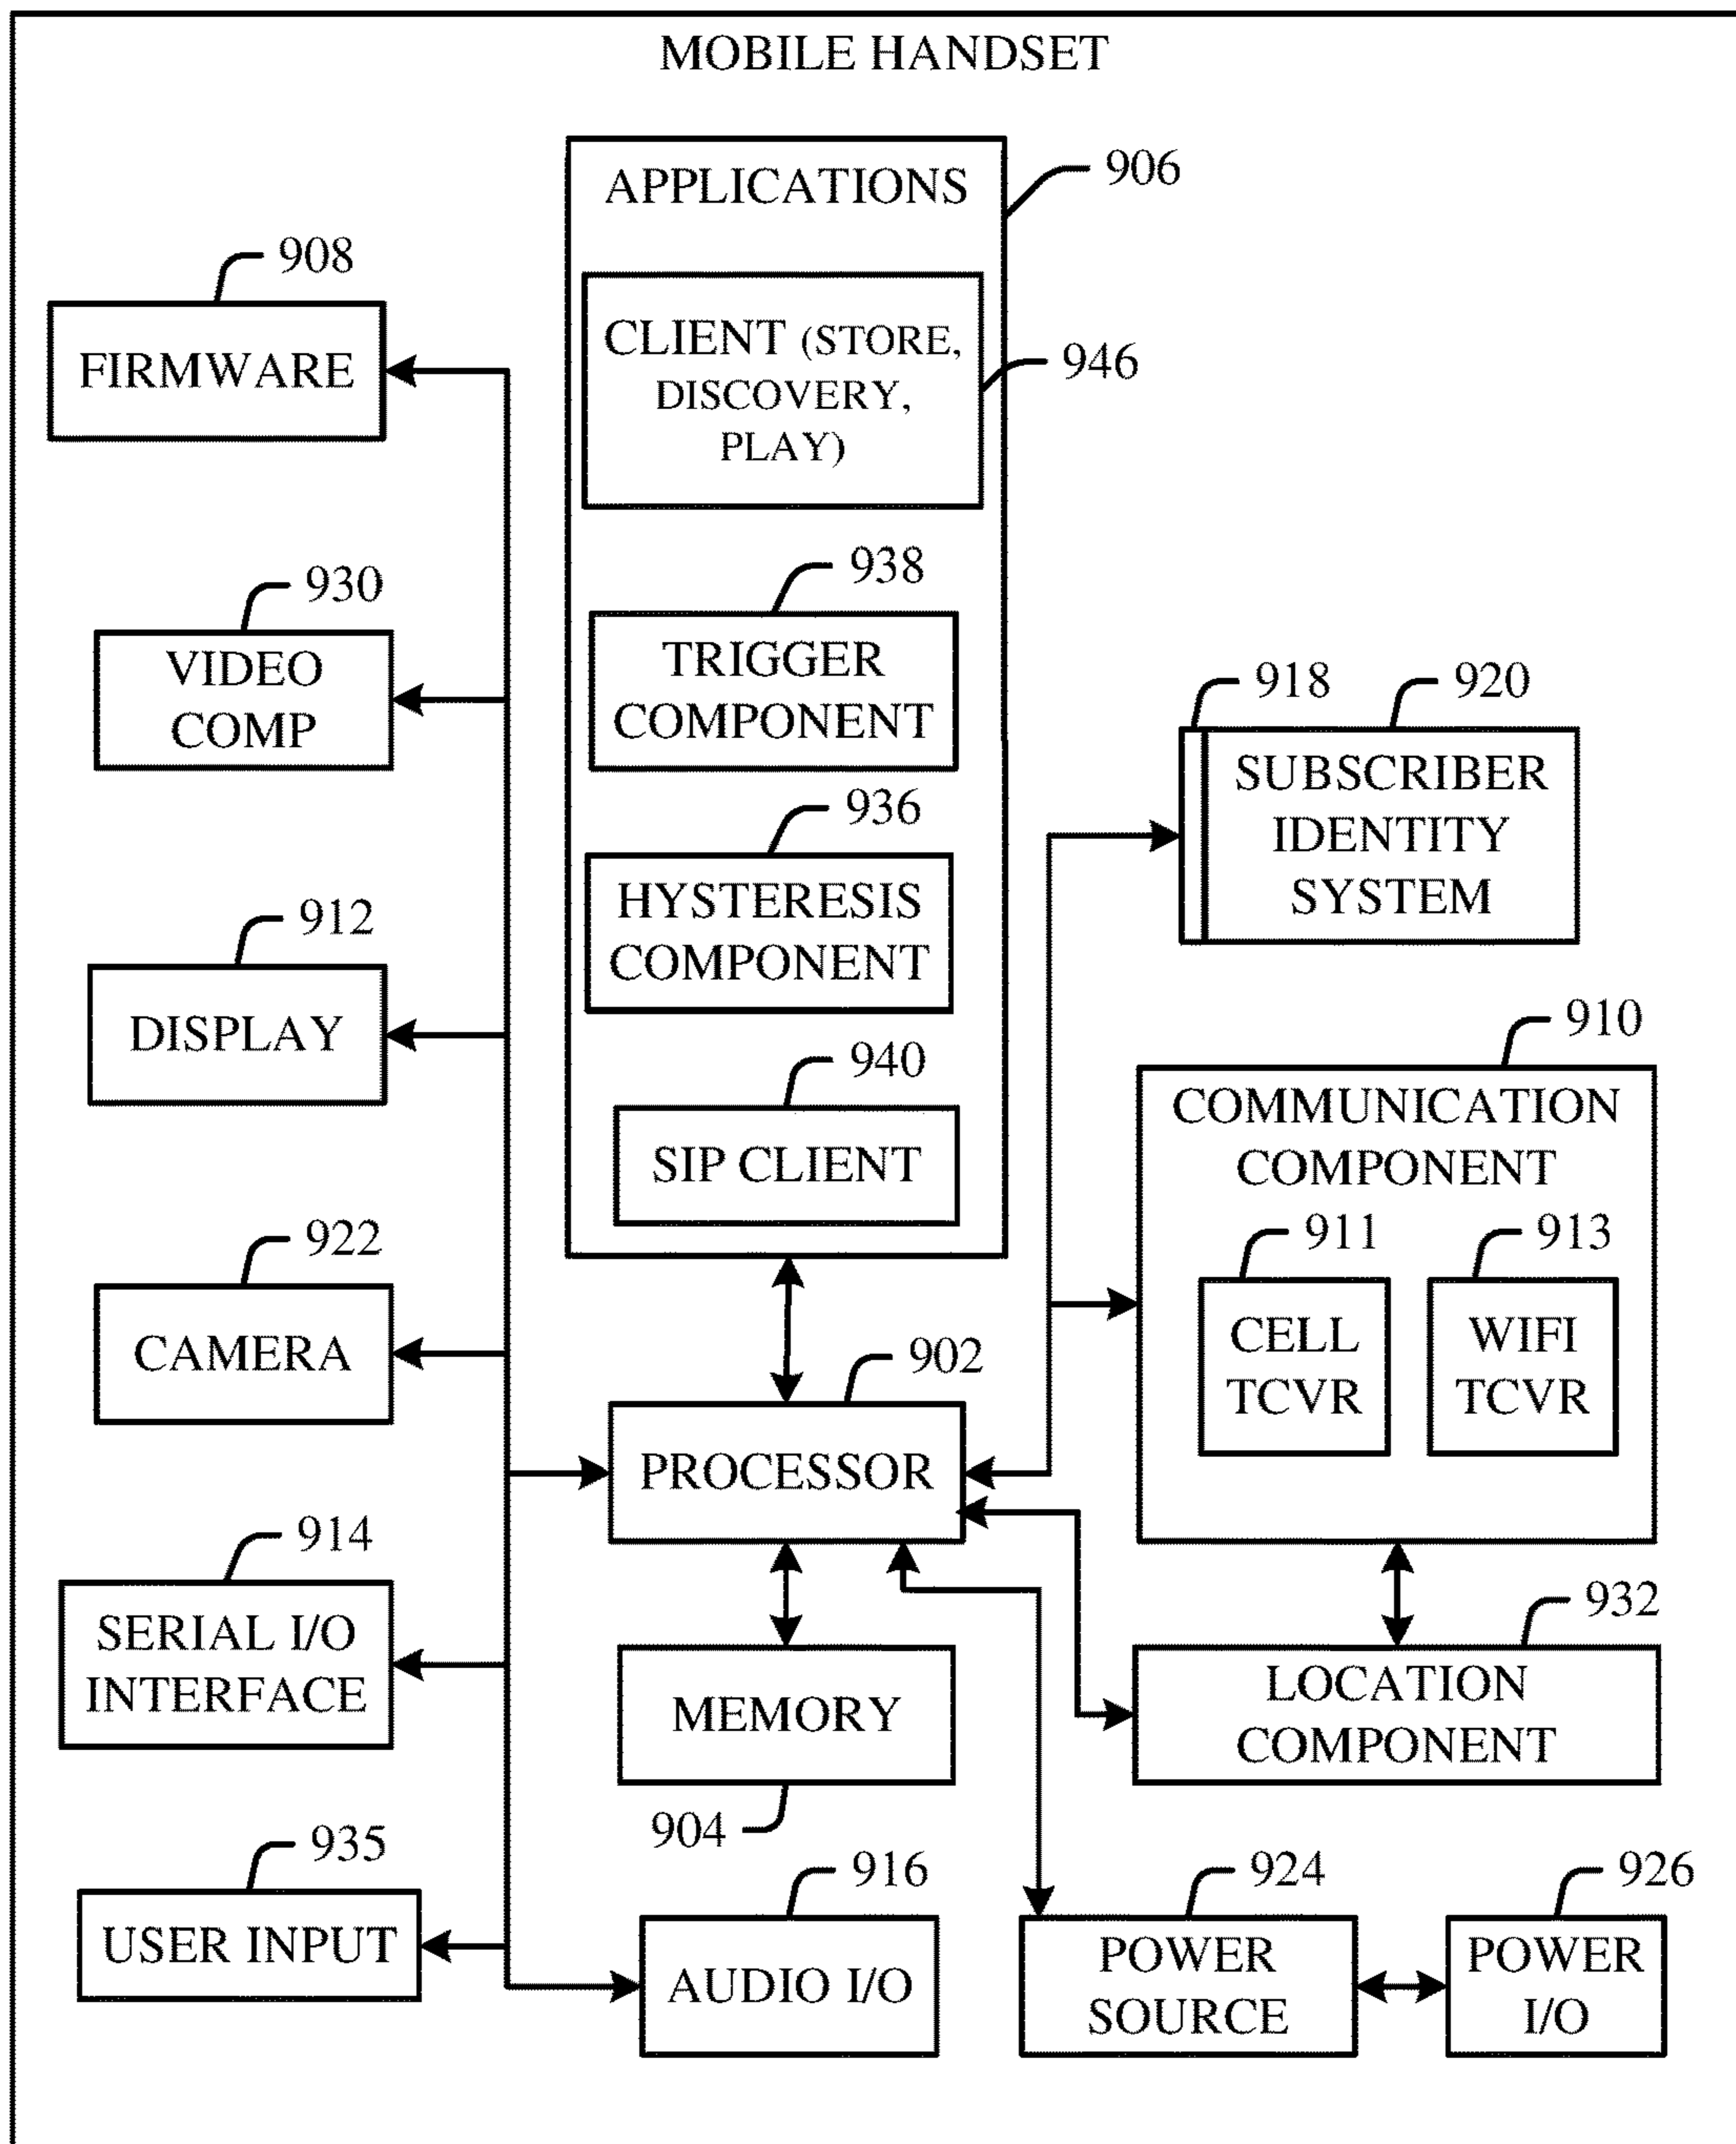 MOBILE HANDSET
APPLICATIONS
906
CLIENT (STORE,
DISCOVERY,
PLAY)
946
938
TRIGGER
COMPONENT
936
HYSTERESIS
COMPONENT
940
SIP CLIENT
908
FIRMWARE
930
VIDEO
COMP
912
DISPLAY
922
CAMERA
914
SERIAL I/O
INTERFACE
935
USER INPUT
902
PROCESSOR
MEMORY
904
916
AUDIO I/O
918
920
SUBSCRIBER
IDENTITY
SYSTEM
910
COMMUNICATION
COMPONENT
911
CELL
TCVR
913
WIFI
TCVR
932
LOCATION
COMPONENT
924
POWER
SOURCE
926
POWER
I/O